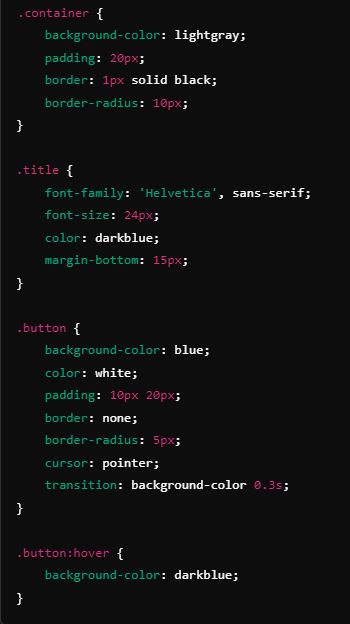 .container {
    background-color: lightgray;
    padding: 20px;
    border: 1px solid black;
    border-radius: 10px;
}

.title {
    font-family: 'Helvetica', sans-serif;
    font-size: 24px;
    color: darkblue;
    margin-bottom: 15px;
}

.button {
    background-color: blue;
    color: white;
    padding: 10px 20px;
    border: none;
    border-radius: 5px;
    cursor: pointer;
    transition: background-color 0.3s;
}

.button:hover {
    background-color: darkblue;
}